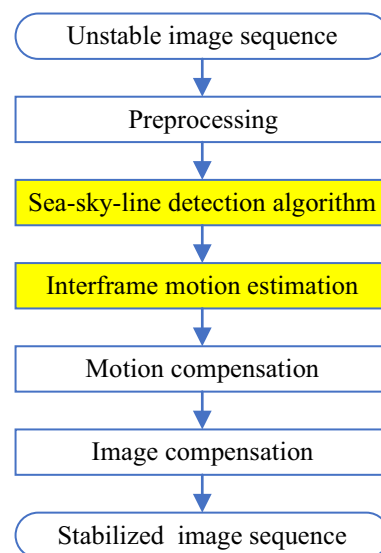 Unstable image sequence
Preprocessing
Sea-sky-line detection algorithm
Interframe motion estimation
Motion compensation
Image compensation
Stabilized image sequence